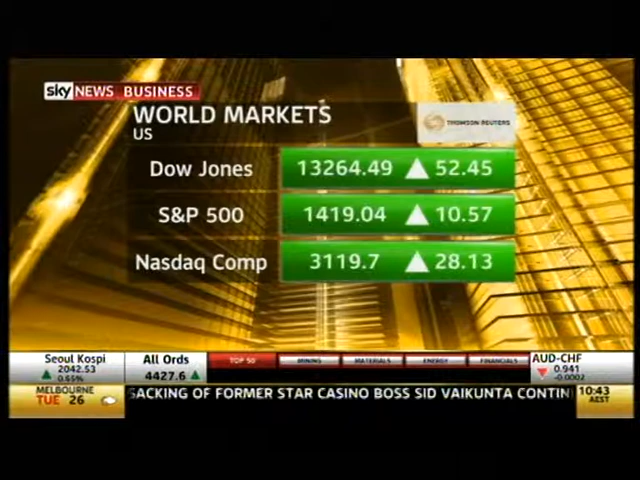 sky NEWS BUSINESS
WORLD MARKETS
US
THOMSON REUTERS
Dow Jones 13264.49 ▲ 52.45
S&P 500 1419.04 ▲ 10.57
Nasdaq Comp 3119.7 ▲ 28.13
Seoul Kospi
▲ 2042.53
0.65%
All Ords
4427.6 ▲
TOP 50 MINING MATERIALS ENERGY FINANCIALS
AUD-CHF
▼ 0.941
-0.0002
MELBOURNE
TUE 26
SACKING OF FORMER STAR CASINO BOSS SID VAIKUNTA CONTIN
10:43
AEST